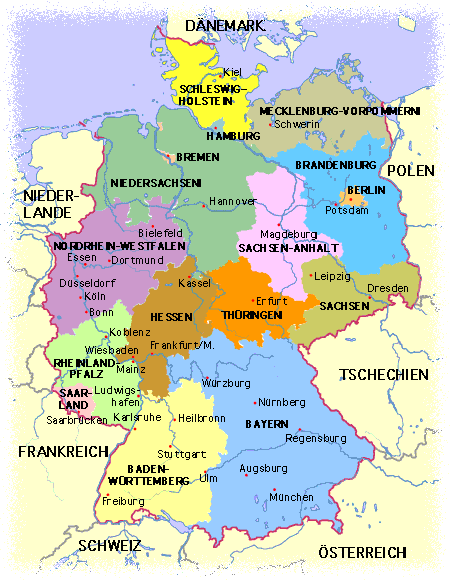 DÄNEMARK
Kiel
SCHLESWIG-
HOLSTEIN
MECKLENBURG-VORPOMMERN
Schwerin
HAMBURG
BREMEN
BRANDENBURG
POLEN
NIEDERSACHSEN
BERLIN
NIEDER-
LANDE
Hannover
Potsdam
Magdeburg
Bielefeld
NORDRHEIN-WESTFALEN
SACHSEN-ANHALT
Essen
Dortmund
Leipzig
Düsseldorf
Kassel
Dresden
Köln
Erfurt
SACHSEN
Bonn
HESSEN
THÜRINGEN
Koblenz
Frankfurt/M.
Wiesbaden
RHEINLAND-
PFALZ
Mainz
TSCHECHIEN
Würzburg
SAAR-
LAND
Ludwigs-
hafen
Nürnberg
Saarbrücken
Karlsruhe
Heilbronn
BAYERN
Regensburg
FRANKREICH
Stuttgart
BADEN-
WÜRTTEMBERG
Ulm
Augsburg
München
Freiburg
SCHWEIZ
ÖSTERREICH